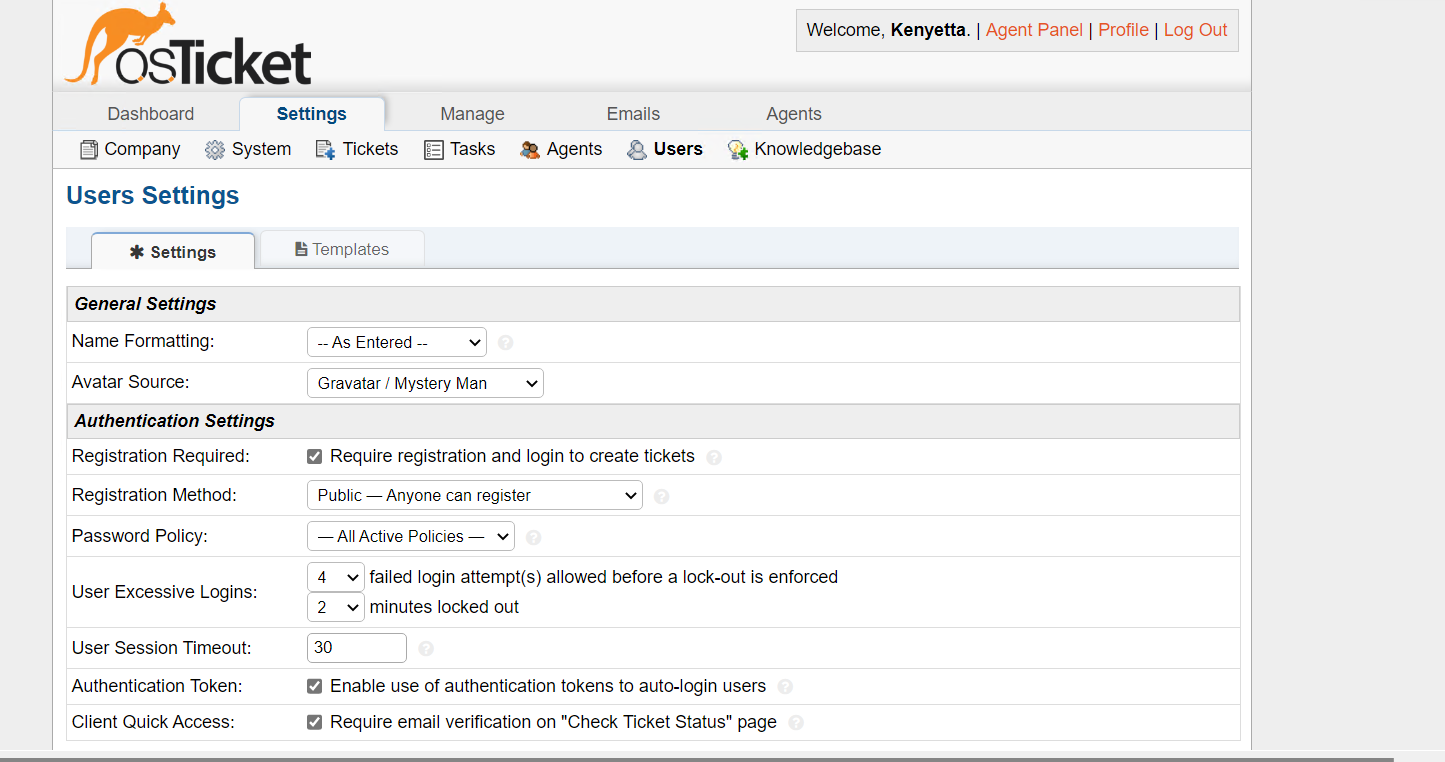 osTicket
Welcome, Kenyetta. | Agent Panel | Profile | Log Out
Dashboard Settings Manage Emails Agents
Company System Tickets Tasks Agents Users Knowledgebase
Users Settings
Settings Templates
General Settings
Name Formatting: -- As Entered --
Avatar Source: Gravatar / Mystery Man
Authentication Settings
Registration Required: Require registration and login to create tickets
Registration Method: Public — Anyone can register
Password Policy: — All Active Policies —
User Excessive Logins: 4 failed login attempt(s) allowed before a lock-out is enforced
2 minutes locked out
User Session Timeout: 30
Authentication Token: Enable use of authentication tokens to auto-login users
Client Quick Access: Require email verification on "Check Ticket Status" page